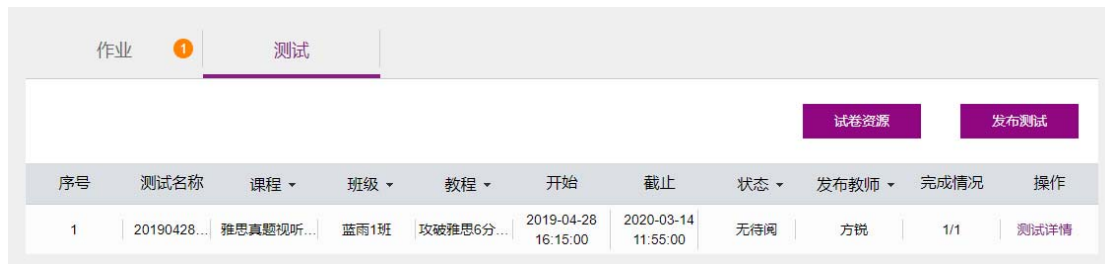 作业 1 测试
试卷资源 发布测试
序号 测试名称 课程 班级 教程 开始 截止 状态 发布教师 完成情况 操作
1 20190428... 雅思真题视听... 蓝雨1班 攻破雅思6分... 2019-04-28 16:15:00 2020-03-14 11:55:00 无待阅 方锐 1/1 测试详情